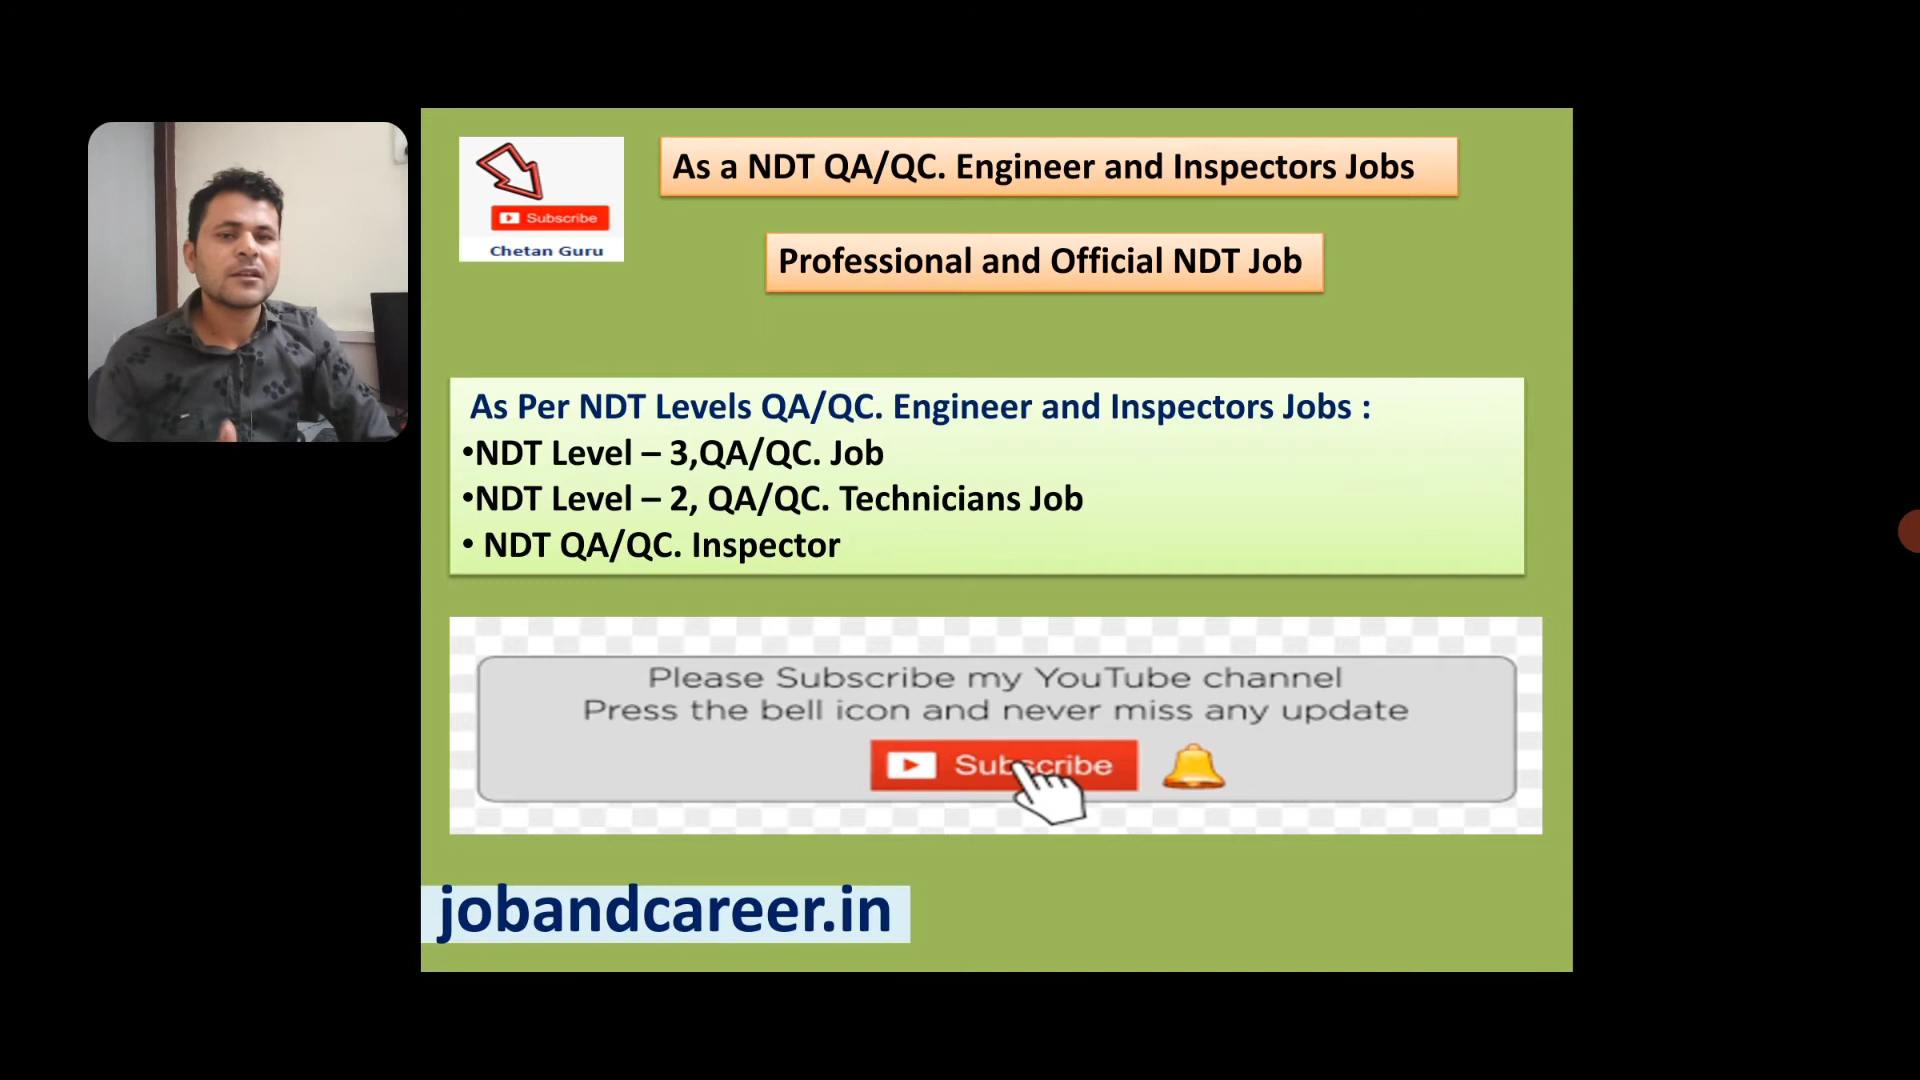 Subscribe
Chetan Guru
As a NDT QA/QC. Engineer and Inspectors Jobs
Professional and Official NDT Job
As Per NDT Levels QA/QC. Engineer and Inspectors Jobs :
•NDT Level – 3,QA/QC. Job
•NDT Level – 2, QA/QC. Technicians Job
• NDT QA/QC. Inspector
Please Subscribe my YouTube channel
Press the bell icon and never miss any update
Subscribe
jobandcareer.in